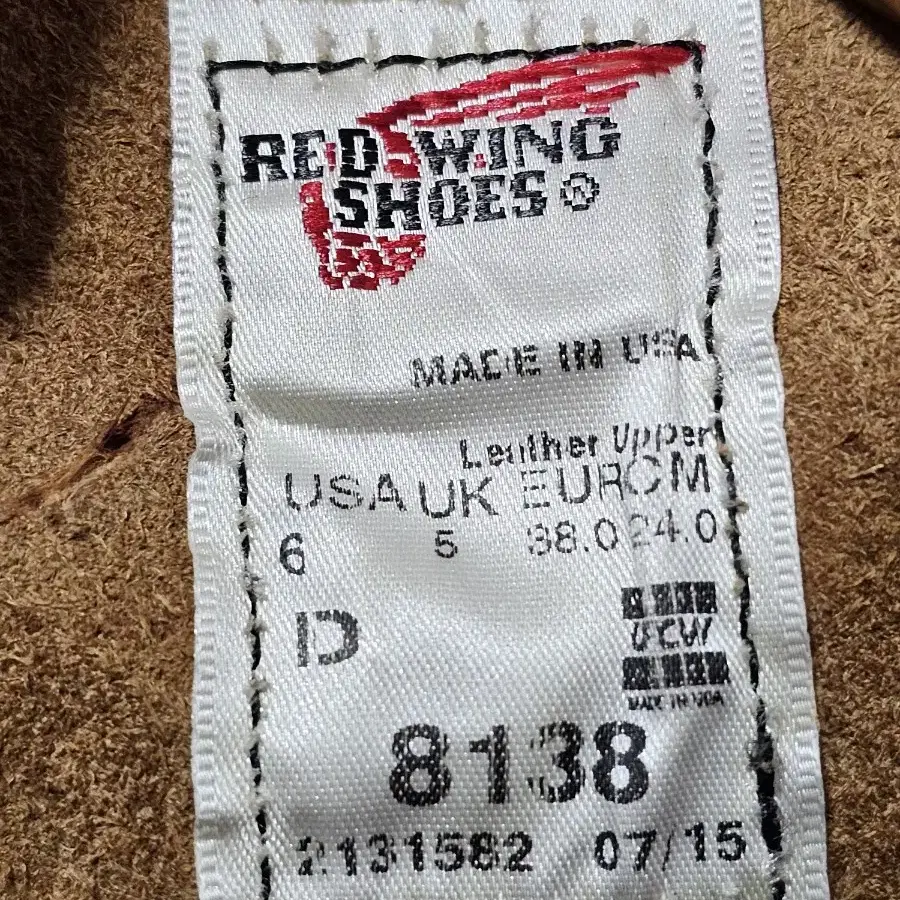 RED WING
SHOES®
MADE IN USA
Leather Upper
USA UK EUR CM
6 5 38.0 24.0
D
UFCW
MADE IN USA
8138
2131582 07/15